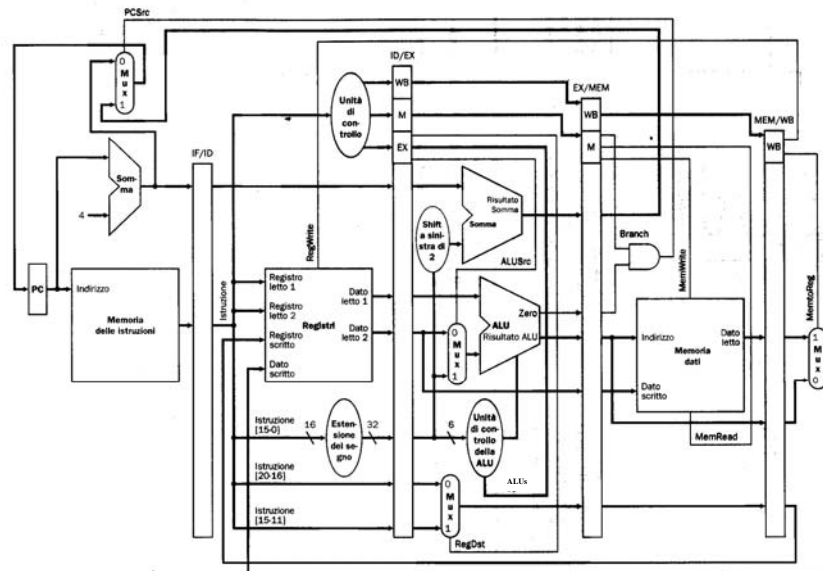 PCSrc
0
M
u
x
1
ID/EX
WB
M
EX
Unità
di con-
trollo
EX/MEM
WB
M
MEM/WB
WB
IF/ID
Som-
ma
4
Shift
a sini-
stra di
2
Risultato
Somma
Somma
Branch
RegWrite
ALUSrc
MemWrite
MemtoReg
PC
Indirizzo
Memoria
delle istruzioni
Istruzione
Registro
letto 1
Registro
letto 2
Registro
scritto
Dato
scritto
Registri
Dato
letto 1
Dato
letto 2
0
M
u
x
1
Zero
ALU
Risultato ALU
Indirizzo
Dato
letto
Memoria
dati
Dato
scritto
1
M
u
x
0
Istruzione
[15-0]
16
Esten-
sione
del se-
gno
32
6
Unità di
controllo
della
ALU
MemRead
Istruzione
[20-16]
Istruzione
[15-11]
0
M
u
x
1
ALUs
RegDst